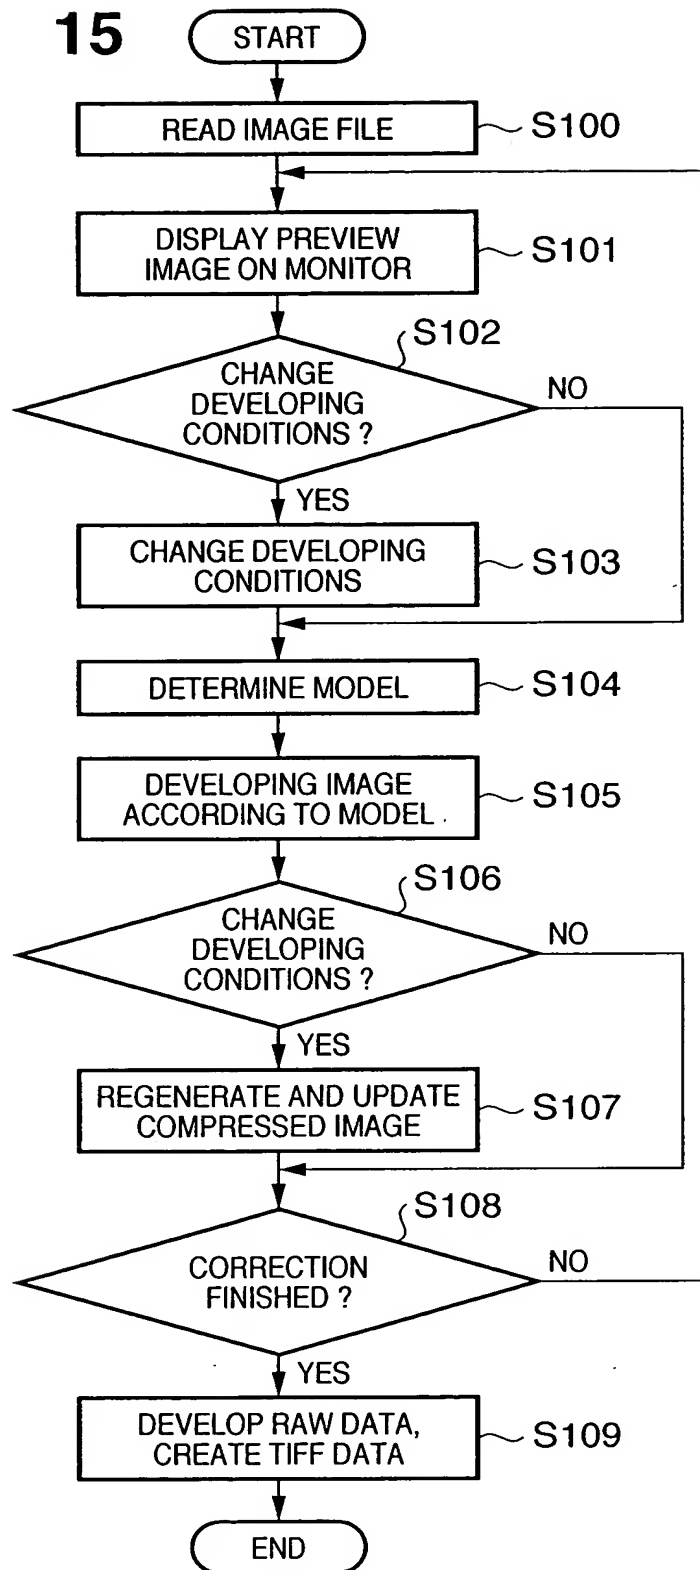 15
START
READ IMAGE FILE
S100
DISPLAY PREVIEW
IMAGE ON MONITOR
S101
S102
CHANGE
DEVELOPING
CONDITIONS ?
NO
YES
CHANGE DEVELOPING
CONDITIONS
S103
DETERMINE MODEL
S104
DEVELOPING IMAGE
ACCORDING TO MODEL
S105
S106
CHANGE
DEVELOPING
CONDITIONS ?
NO
YES
REGENERATE AND UPDATE
COMPRESSED IMAGE
S107
S108
CORRECTION
FINISHED ?
NO
YES
DEVELOP RAW DATA,
CREATE TIFF DATA
S109
END